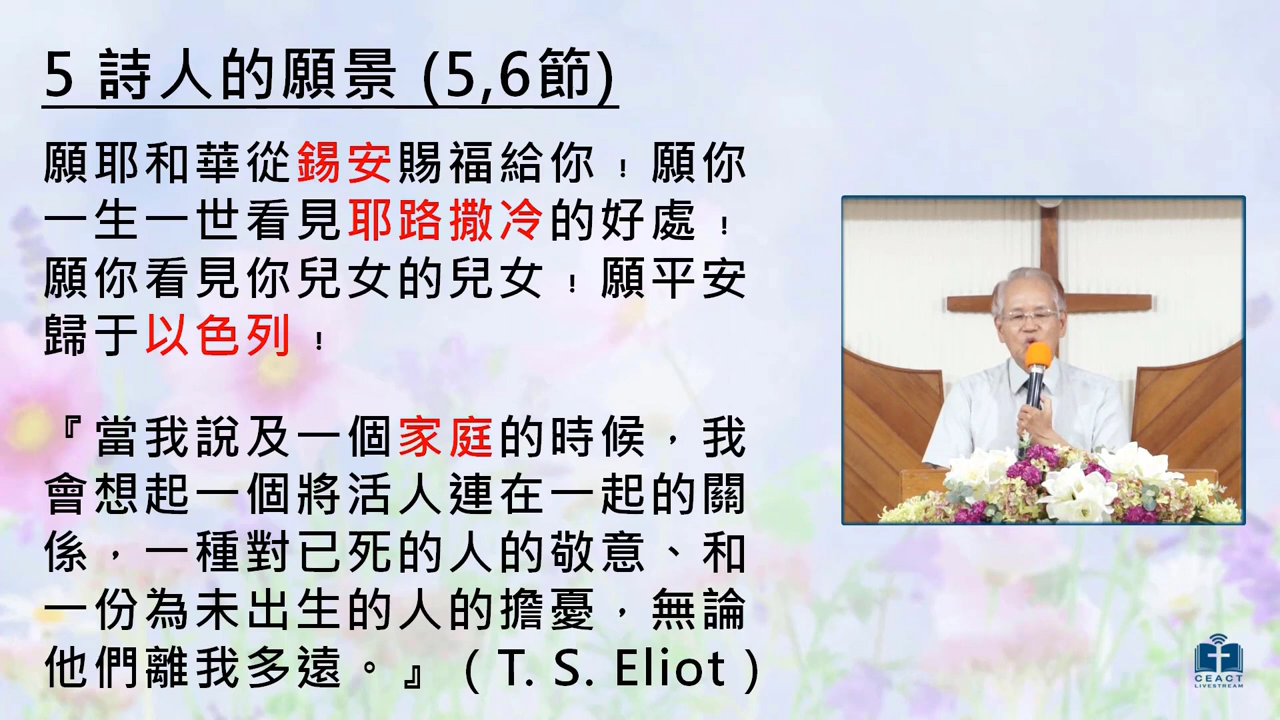 5 詩人的願景 (5,6節)
願耶和華從錫安賜福給你﹗願你
一生一世看見耶路撒冷的好處﹗
願你看見你兒女的兒女﹗願平安
歸于以色列﹗
『當我說及一個家庭的時候，我
會想起一個將活人連在一起的關
係，一種對已死的人的敬意、和
一份為未出生的人的擔憂，無論
他們離我多遠。』 ( T. S. Eliot )
CEACT
LIVESTREAM